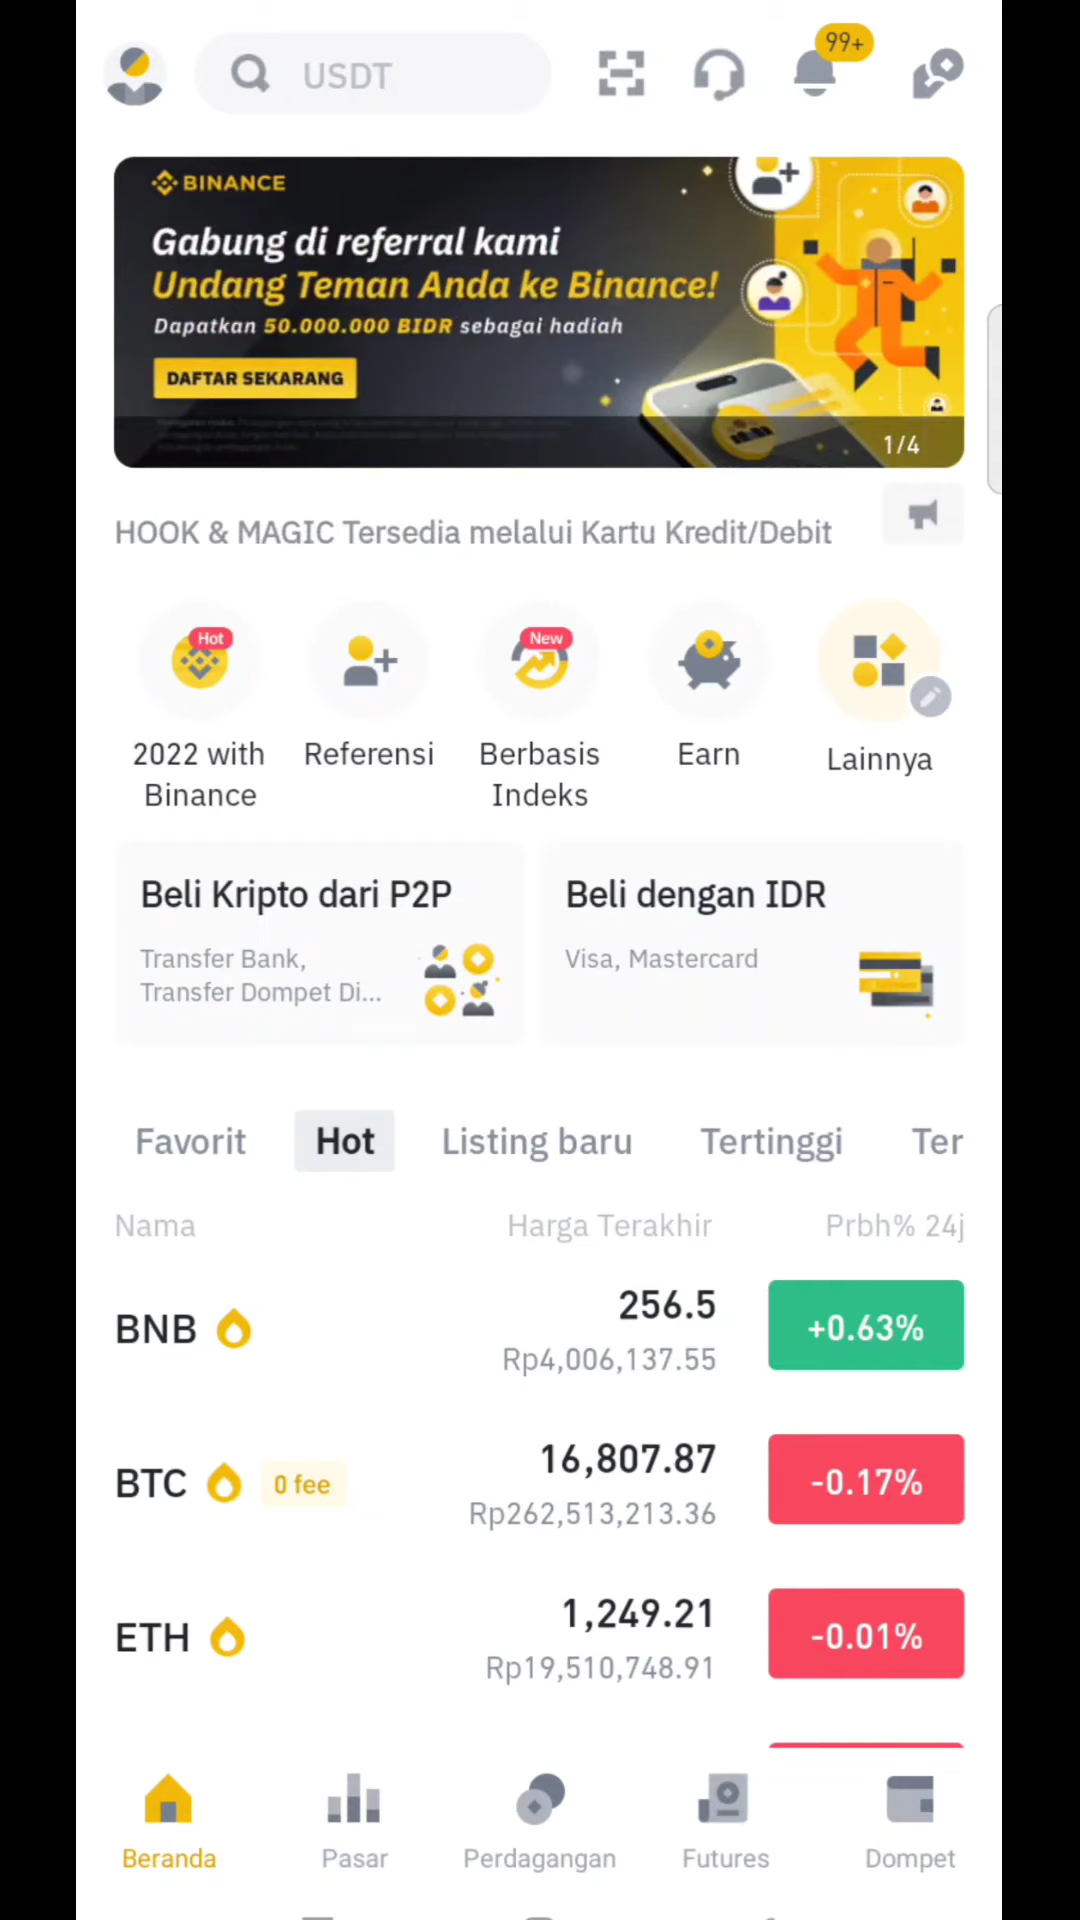 USDT
99+
BINANCE
Gabung di referral kami
Undang Teman Anda ke Binance!
Dapatkan 50.000.000 BIDR sebagai hadiah
DAFTAR SEKARANG
1/4
HOOK & MAGIC Tersedia melalui Kartu Kredit/Debit
Hot
New
2022 with Binance
Referensi
Berbasis Indeks
Earn
Lainnya
Beli Kripto dari P2P
Transfer Bank,
Transfer Dompet Di...
Beli dengan IDR
Visa, Mastercard
Favorit Hot Listing baru Tertinggi Ter
Nama Harga Terakhir Prbh% 24j
BNB 256.5 +0.63%
Rp4,006,137.55
BTC 0 fee 16,807.87 -0.17%
Rp262,513,213.36
ETH 1,249.21 -0.01%
Rp19,510,748.91
Beranda Pasar Perdagangan Futures Dompet